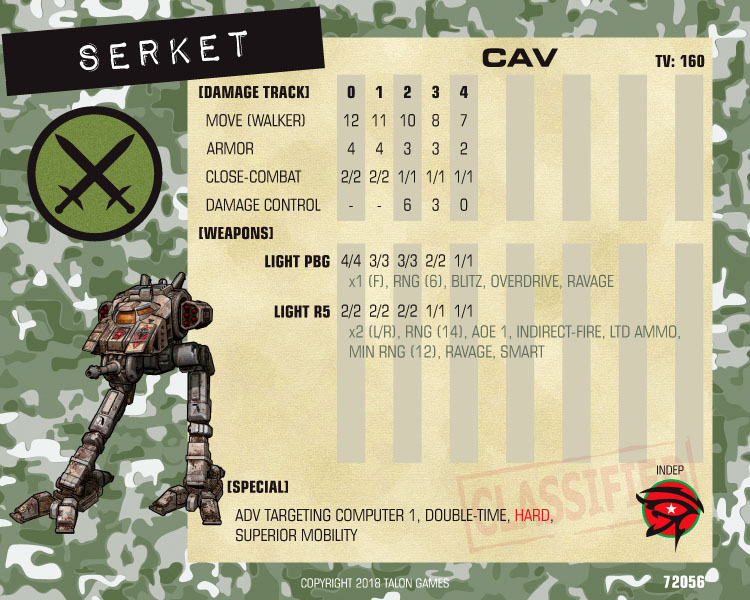 SERKET
CAV
TV: 160
[DAMAGE TRACK] 0 1 2 3 4
MOVE (WALKER) 12 11 10 8 7
ARMOR 4 4 3 3 2
CLOSE-COMBAT 2/2 2/2 1/1 1/1 1/1
DAMAGE CONTROL - - 6 3 0
[WEAPONS]
LIGHT PBG 4/4 3/3 3/3 2/2 1/1
x1 (F), RNG (6), BLITZ, OVERDRIVE, RAVAGE
LIGHT R5 2/2 2/2 2/2 1/1 1/1
x2 (L/R), RNG (14), AOE 1, INDIRECT-FIRE, LTD AMMO,
MIN RNG (12), RAVAGE, SMART
CLASSIFIED
INDEP
[SPECIAL]
ADV TARGETING COMPUTER 1, DOUBLE-TIME, HARD,
SUPERIOR MOBILITY
COPYRIGHT 2018 TALON GAMES
72056